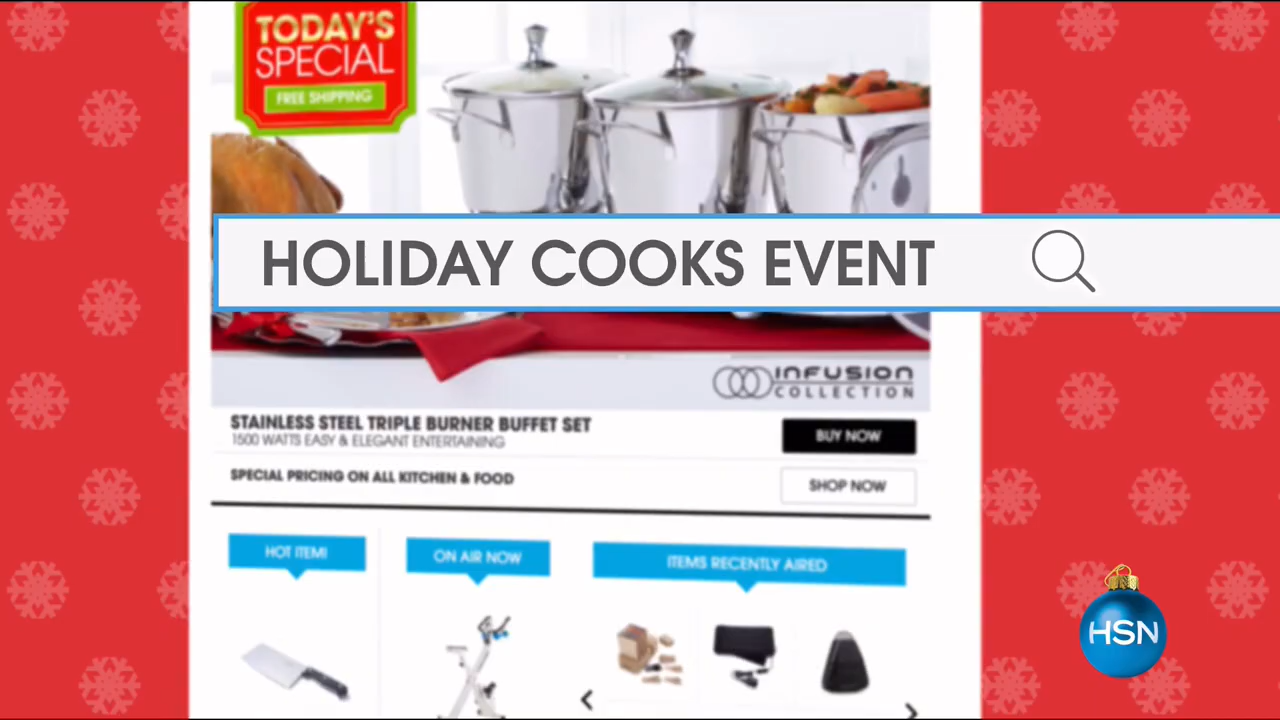 TODAY'S
SPECIAL
FREE SHIPPING
HOLIDAY COOKS EVENT
INFUSION
COLLECTION
STAINLESS STEEL TRIPLE BURNER BUFFET SET
1500 WATTS EASY & ELEGANT ENTERTAINING
BUY NOW
SPECIAL PRICING ON ALL KITCHEN & FOOD
SHOP NOW
HOT ITEM!
ON AIR NOW
ITEMS RECENTLY AIRED
HSN